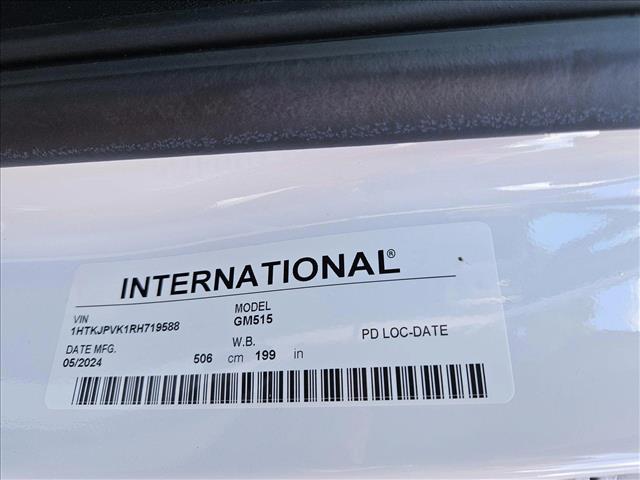 INTERNATIONAL®
VIN
1HTKJPVK1RH719588
MODEL
GM515
DATE MFG.
05/2024
W.B.
506 cm 199 in
PD LOC-DATE